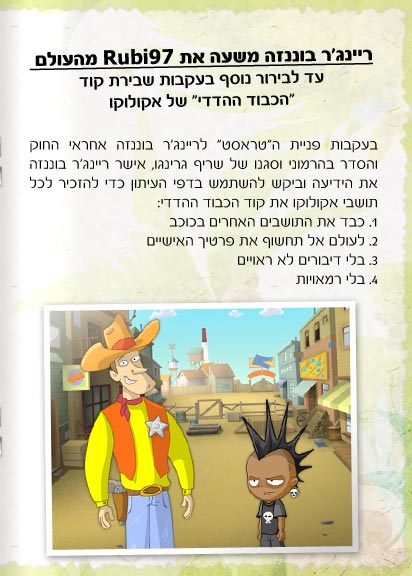 ריינג'ר בוננזה משעה את Rubi97 מהעולם
עד לבירור נוסף בעקבות שבירת קוד
"הכבוד ההדדי" של אקולוקו
בעקבות פניית ה"טראסט" לריינג'ר בוננזה אחראי החוק
והסדר בהרמוני וסגנו של שריף גרינגו, אישר ריינג'ר בוננזה
את הידיעה וביקש להשתמש בדפי העיתון כדי להזכיר לכל
תושבי אקולוקו את קוד הכבוד ההדדי:
1. כבד את התושבים האחרים בכוכב
2. לעולם אל תחשוף את פרטיך האישיים
3. בלי דיבורים לא ראויים
4. בלי רמאויות